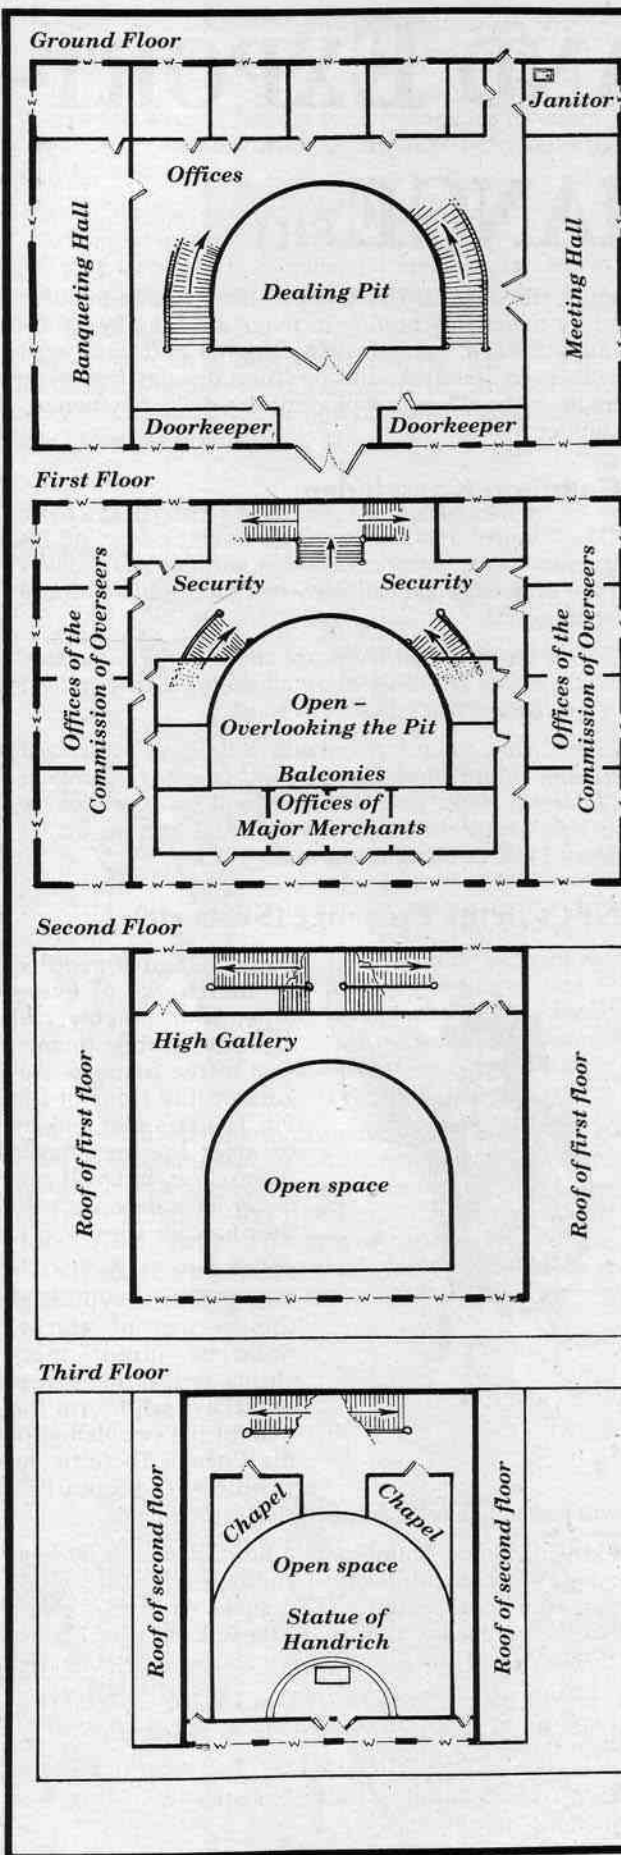 Ground Floor
Janitor
Offices
Banqueting Hall
Dealing Pit
Meeting Hall
Doorkeeper
Doorkeeper
First Floor
Security
Security
Offices of the
Commission of Overseers
Open –
Overlooking the Pit
Balconies
Offices of
Major Merchants
Offices of the
Commission of Overseers
Second Floor
High Gallery
Roof of first floor
Open space
Roof of first floor
Third Floor
Chapel
Chapel
Roof of second floor
Open space
Statue of
Handrich
Roof of second floor